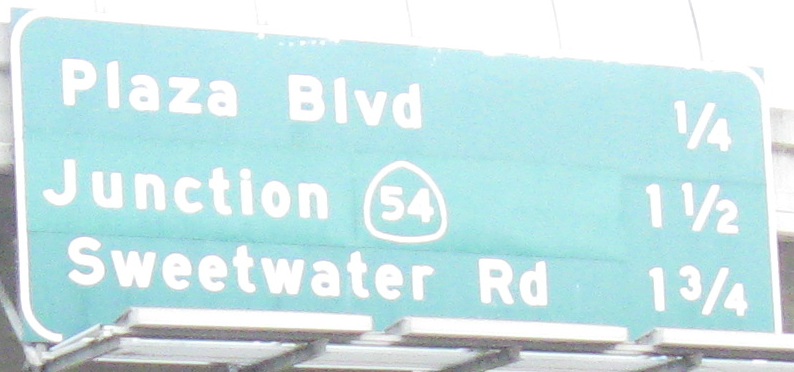 Plaza Blvd 1/4
Junction 54 1 1/2
Sweetwater Rd 1 3/4